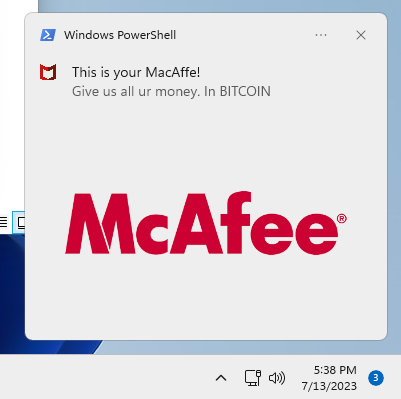 Windows PowerShell
This is your MacAffe!
Give us all ur money. In BITCOIN
McAfee®
5:38 PM
7/13/2023
3